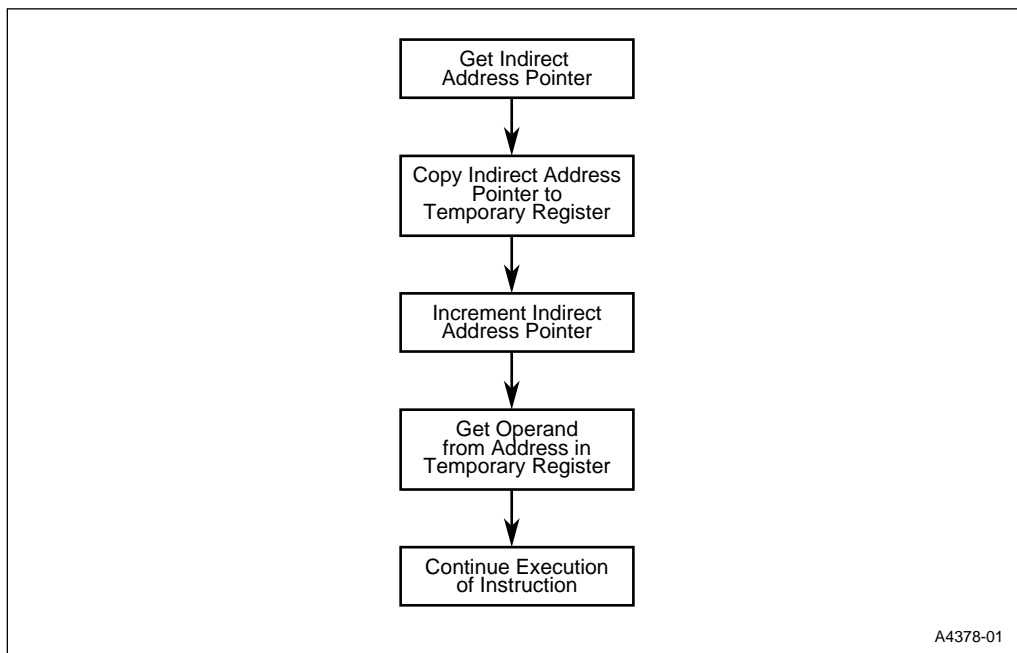 Get Indirect
Address Pointer
Copy Indirect Address
Pointer to
Temporary Register
Increment Indirect
Address Pointer
Get Operand
from Address in
Temporary Register
Continue Execution
of Instruction
A4378-01